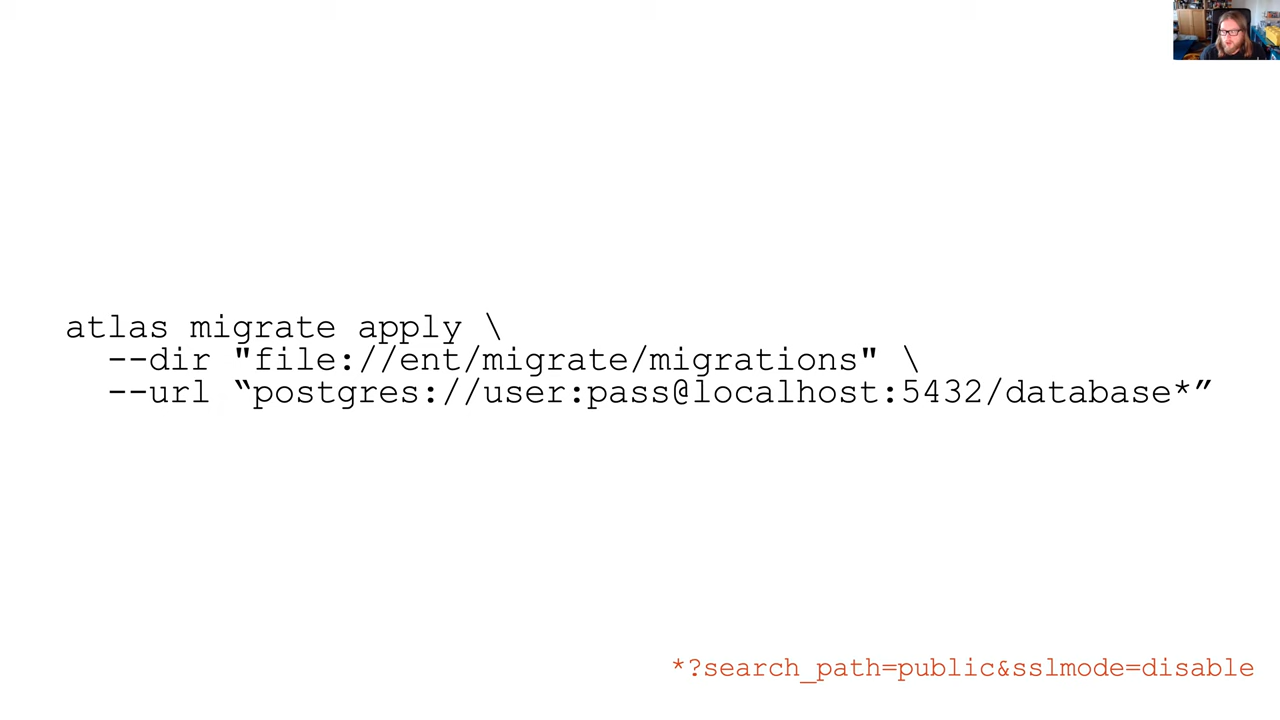 atlas migrate apply \
--dir "file://ent/migrate/migrations" \
--url “postgres://user:pass@localhost:5432/database*”
*?search_path=public&sslmode=disable